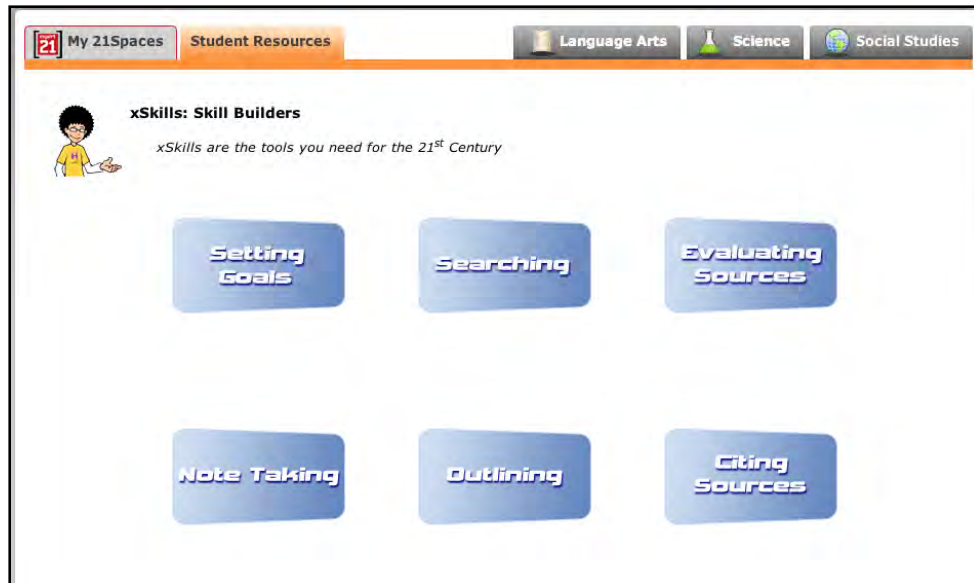 21 My 21Spaces Student Resources Language Arts Science Social Studies
xSkills: Skill Builders
xSkills are the tools you need for the 21st Century
Setting
Goals
Searching
Evaluating
Sources
Note Taking
Outlining
Citing
Sources